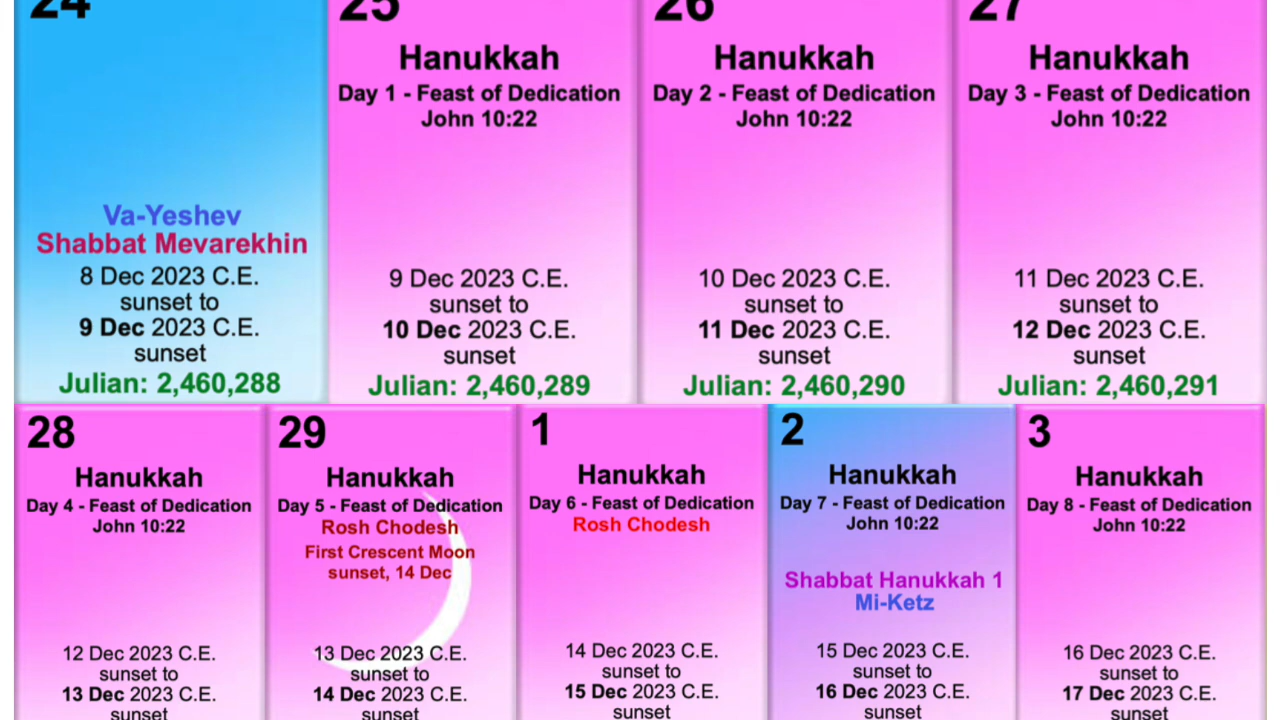 24
Va-Yeshev
Shabbat Mevarekhin
8 Dec 2023 C.E.
sunset to
9 Dec 2023 C.E.
sunset
Julian: 2,460,288
25
Hanukkah
Day 1 - Feast of Dedication
John 10:22
9 Dec 2023 C.E.
sunset to
10 Dec 2023 C.E.
sunset
Julian: 2,460,289
26
Hanukkah
Day 2 - Feast of Dedication
John 10:22
10 Dec 2023 C.E.
sunset to
11 Dec 2023 C.E.
sunset
Julian: 2,460,290
27
Hanukkah
Day 3 - Feast of Dedication
John 10:22
11 Dec 2023 C.E.
sunset to
12 Dec 2023 C.E.
sunset
Julian: 2,460,291
28
Hanukkah
Day 4 - Feast of Dedication
John 10:22
12 Dec 2023 C.E.
sunset to
13 Dec 2023 C.E.
sunset
29
Hanukkah
Day 5 - Feast of Dedication
Rosh Chodesh
First Crescent Moon
sunset, 14 Dec
13 Dec 2023 C.E.
sunset to
14 Dec 2023 C.E.
sunset
1
Hanukkah
Day 6 - Feast of Dedication
Rosh Chodesh
14 Dec 2023 C.E.
sunset to
15 Dec 2023 C.E.
sunset
2
Hanukkah
Day 7 - Feast of Dedication
John 10:22
Shabbat Hanukkah 1
Mi-Ketz
15 Dec 2023 C.E.
sunset to
16 Dec 2023 C.E.
sunset
3
Hanukkah
Day 8 - Feast of Dedication
John 10:22
16 Dec 2023 C.E.
sunset to
17 Dec 2023 C.E.
sunset